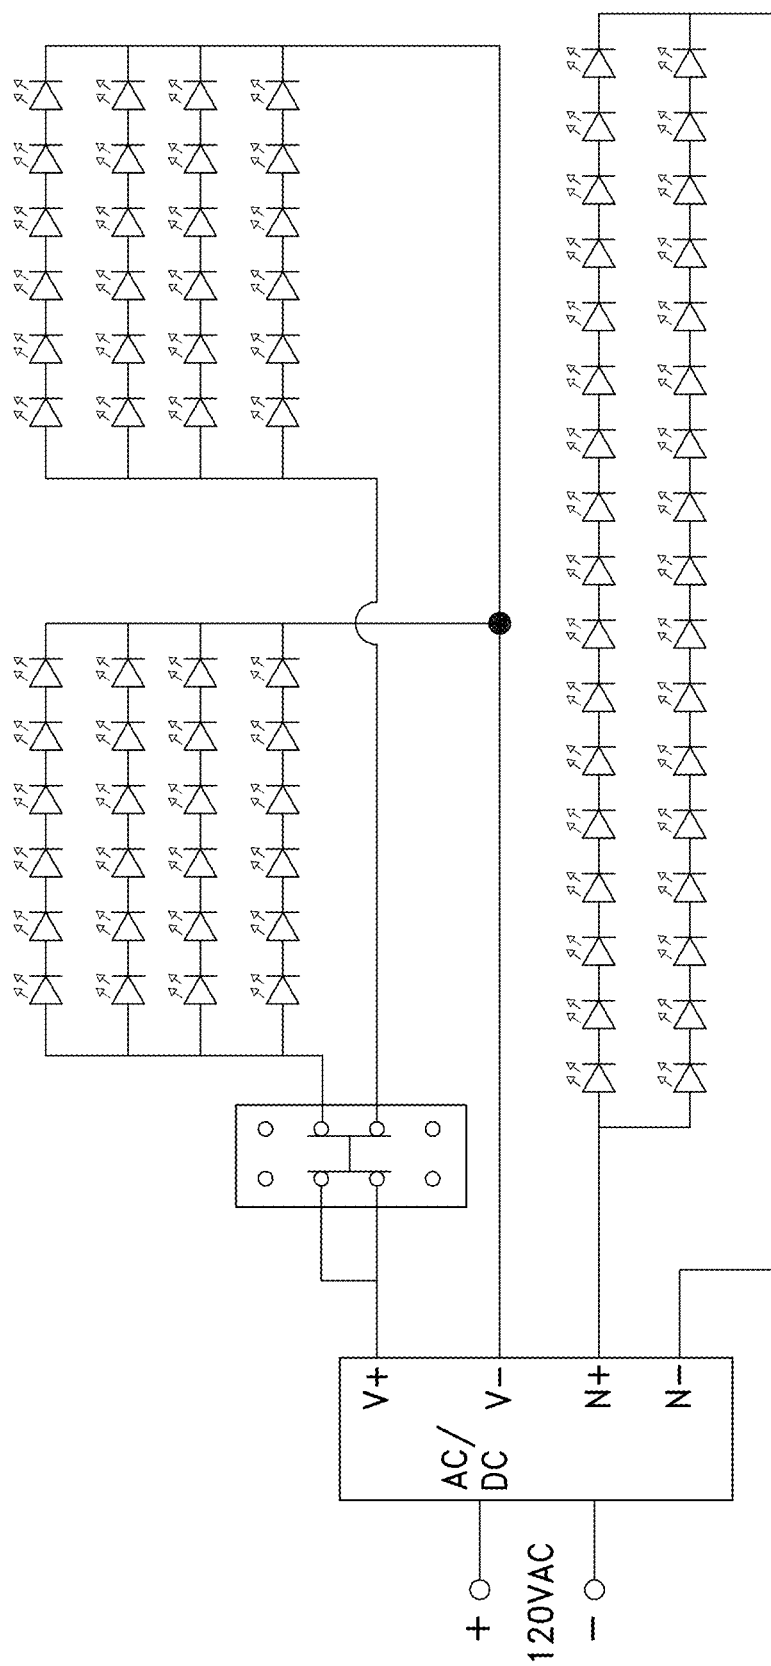 V+
V-
N+
N-
AC/
DC
+
120VAC
-